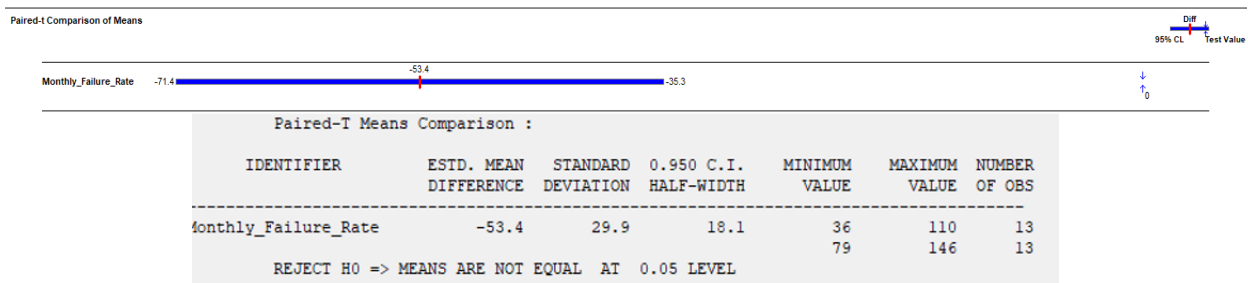 Paired-t Comparison of Means
Diff
95% CL Test Value
-53.4
Monthly_Failure_Rate -71.4 -35.3
0
Paired-T Means Comparison :
IDENTIFIER ESTD. MEAN STANDARD 0.950 C.I. MINIMUM MAXIMUM NUMBER
DIFFERENCE DEVIATION HALF-WIDTH VALUE VALUE OF OBS
Monthly_Failure_Rate -53.4 29.9 18.1 36 110 13
79 146 13
REJECT H0 => MEANS ARE NOT EQUAL AT 0.05 LEVEL